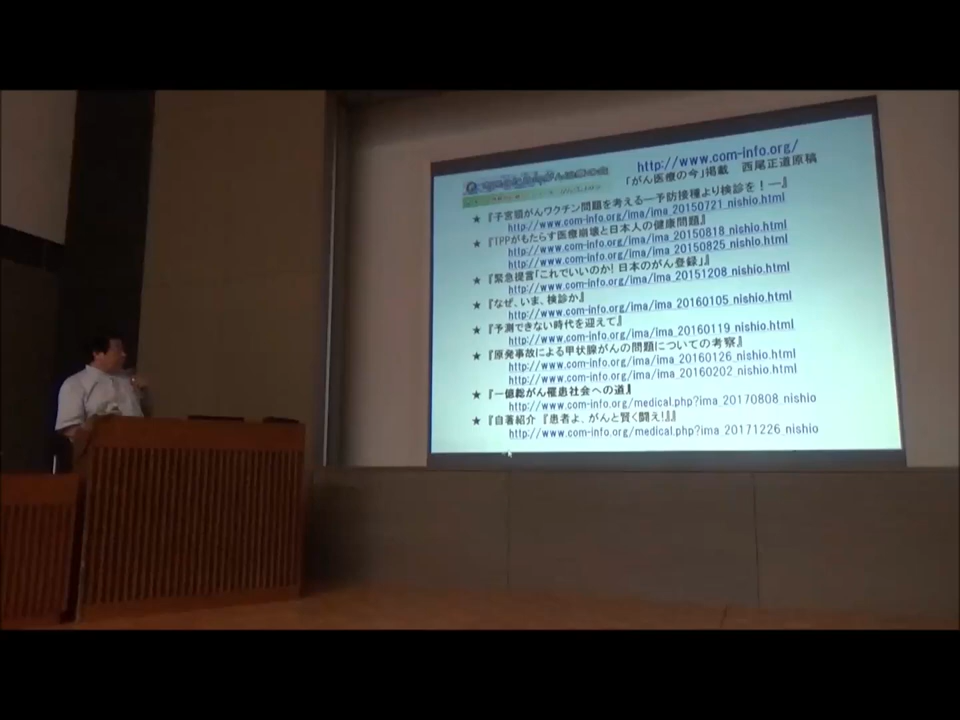 http://www.com-info.org/
「がん医療の今」掲載 西尾正道原稿
★『子宮頸がんワクチン問題を考える―予防接種より検診を!―』
http://www.com-info.org/ima/ima_20150721_nishio.html
★『TPPがもたらす医療崩壊と日本人の健康問題』
http://www.com-info.org/ima/ima_20150818_nishio.html
http://www.com-info.org/ima/ima_20150825_nishio.html
★『緊急提言「これでいいのか! 日本のがん登録」』
http://www.com-info.org/ima/ima_20151208_nishio.html
★『なぜ、いま、検診か』
http://www.com-info.org/ima/ima_20160105_nishio.html
★『予測できない時代を迎えて』
http://www.com-info.org/ima/ima_20160119_nishio.html
★『原発事故による甲状腺がんの問題についての考察』
http://www.com-info.org/ima/ima_20160126_nishio.html
http://www.com-info.org/ima/ima_20160202_nishio.html
★『一億総がん罹患社会への道』
http://www.com-info.org/medical.php?ima_20170808_nishio
★『自著紹介 『患者よ、がんと賢く闘え!』』
http://www.com-info.org/medical.php?ima_20171226_nishio